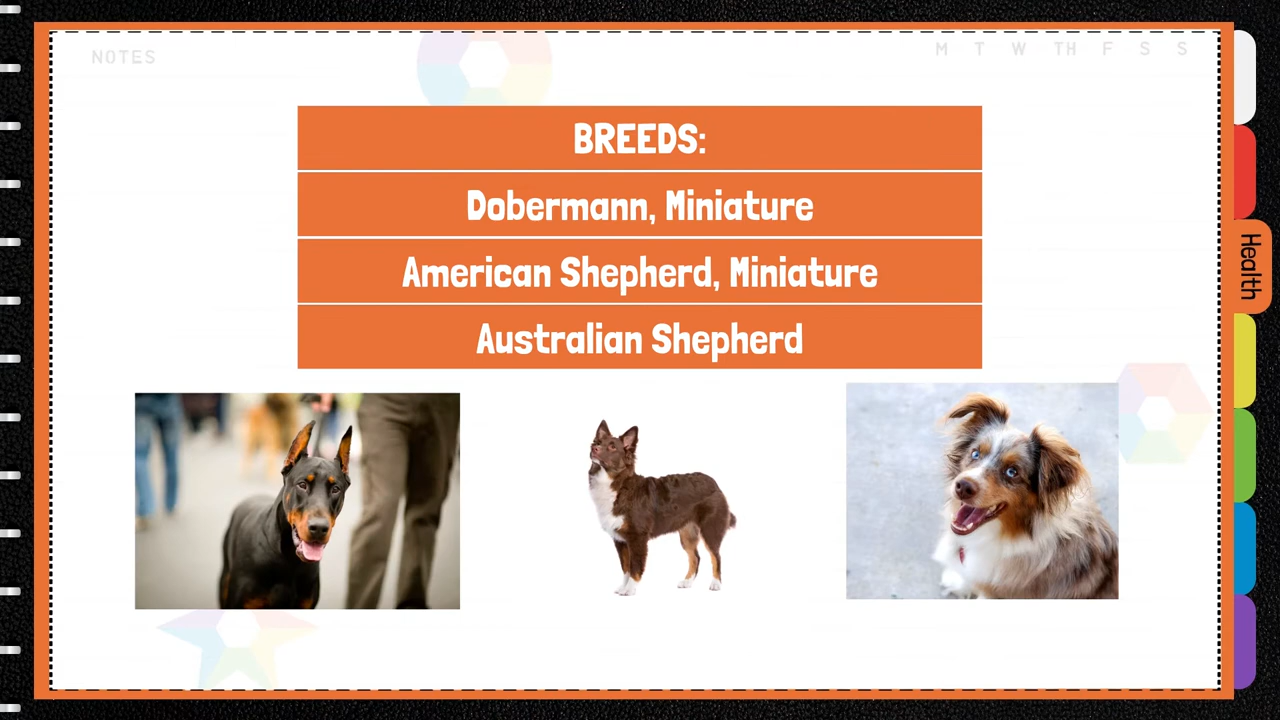 NOTES
M T W TH F S S
BREEDS:
Dobermann, Miniature
American Shepherd, Miniature
Australian Shepherd
Health